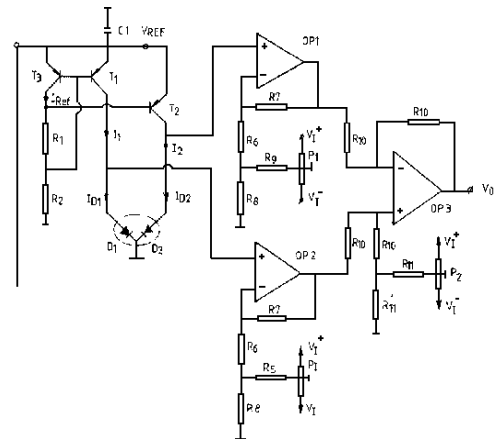 C1
VREF
OP1
T3
T1
T2
IRef
R7
R1
I1
I2
R6
R9
P1
VI+
VI-
R10
R10
R2
R8
VO
OP3
ID1
ID2
D1
D2
OP2
R10
R10
R11
P2
VI+
VI-
R11
R7
R6
R5
P1
VI+
VI
R8